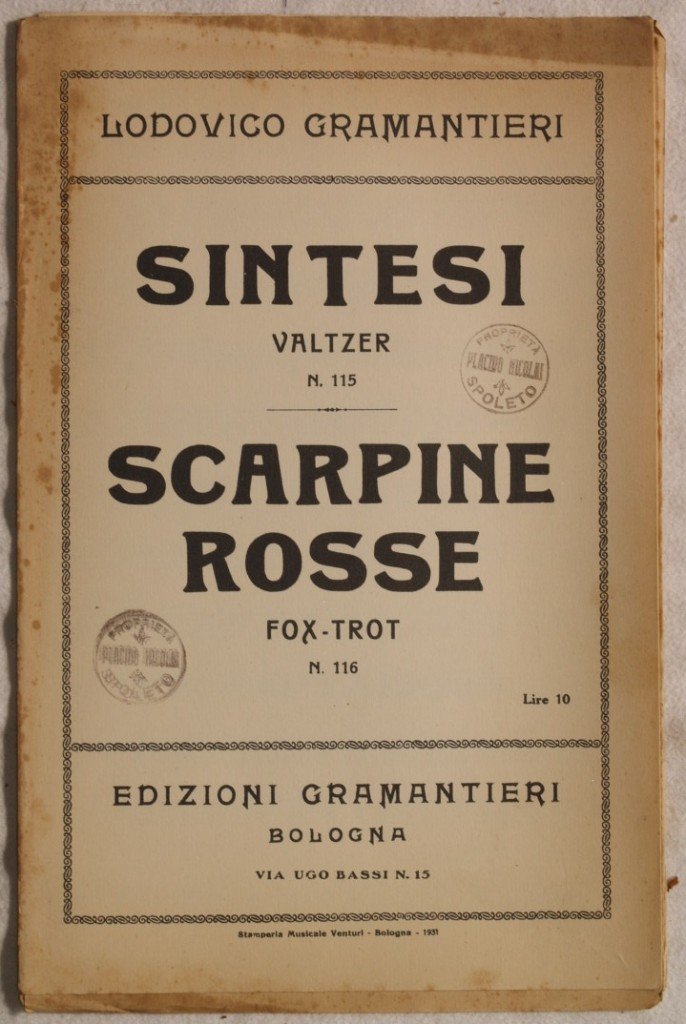 LODOVICO GRAMANTIERI
SINTESI
VALTZER
N. 115
PROPRIETÀ
PLACIDO NICOLAI
SPOLETO
SCARPINE
ROSSE
FOX-TROT
N. 116
PROPRIETÀ
PLACIDO NICOLAI
SPOLETO
Lire 10
EDIZIONI GRAMANTIERI
BOLOGNA
VIA UGO BASSI N. 15
Stamperia Musicale Venturi - Bologna - 1931